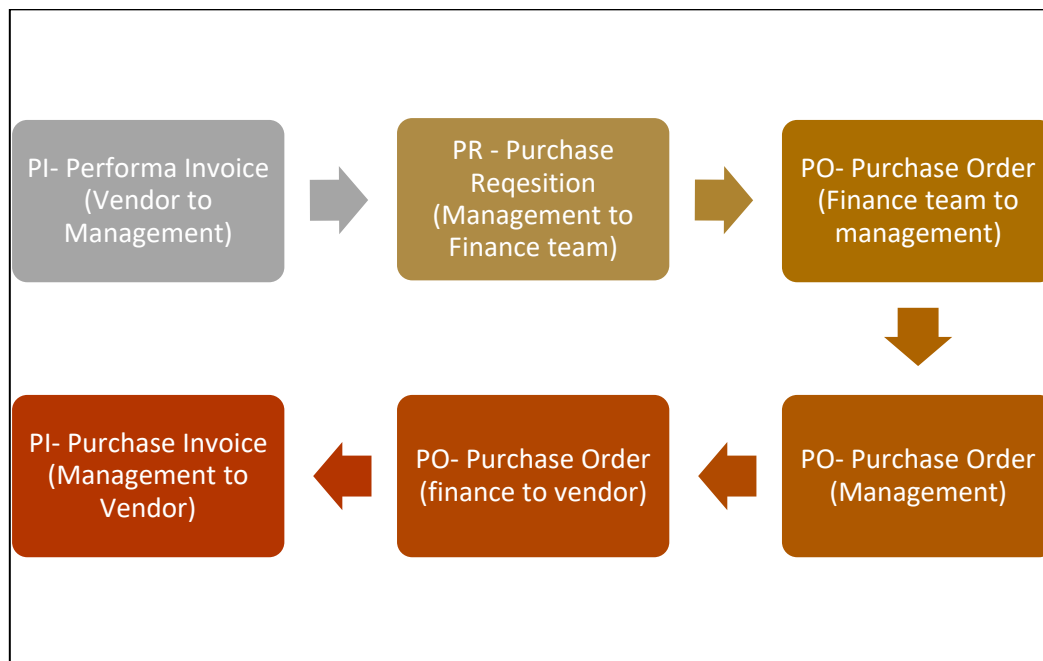 PI- Performa Invoice
(Vendor to
Management)
PR - Purchase
Reqesition
(Management to
Finance team)
PO- Purchase Order
(Finance team to
management)
PO- Purchase Order
(Management)
PO- Purchase Order
(finance to vendor)
PI- Purchase Invoice
(Management to
Vendor)